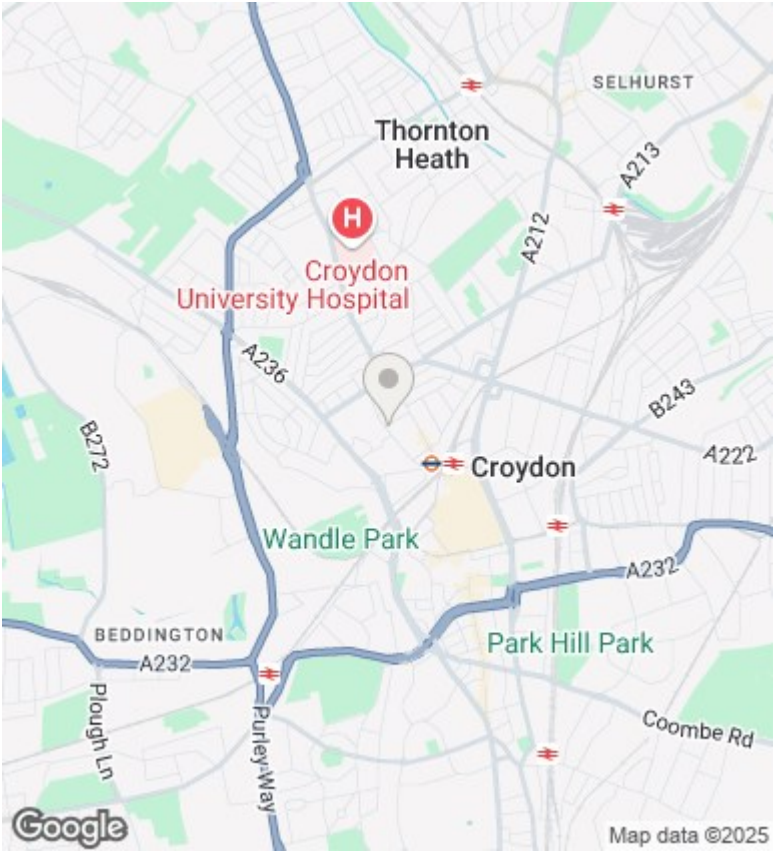 SELHURST
Thornton
Heath
A213
H
A212
Croydon
University Hospital
A236
B243
B272
A222
Croydon
Wandle Park
A232
BEDDINGTON
Park Hill Park
A232
Plough Ln
Purley Way
Coombe Rd
Google
Map data ©2025